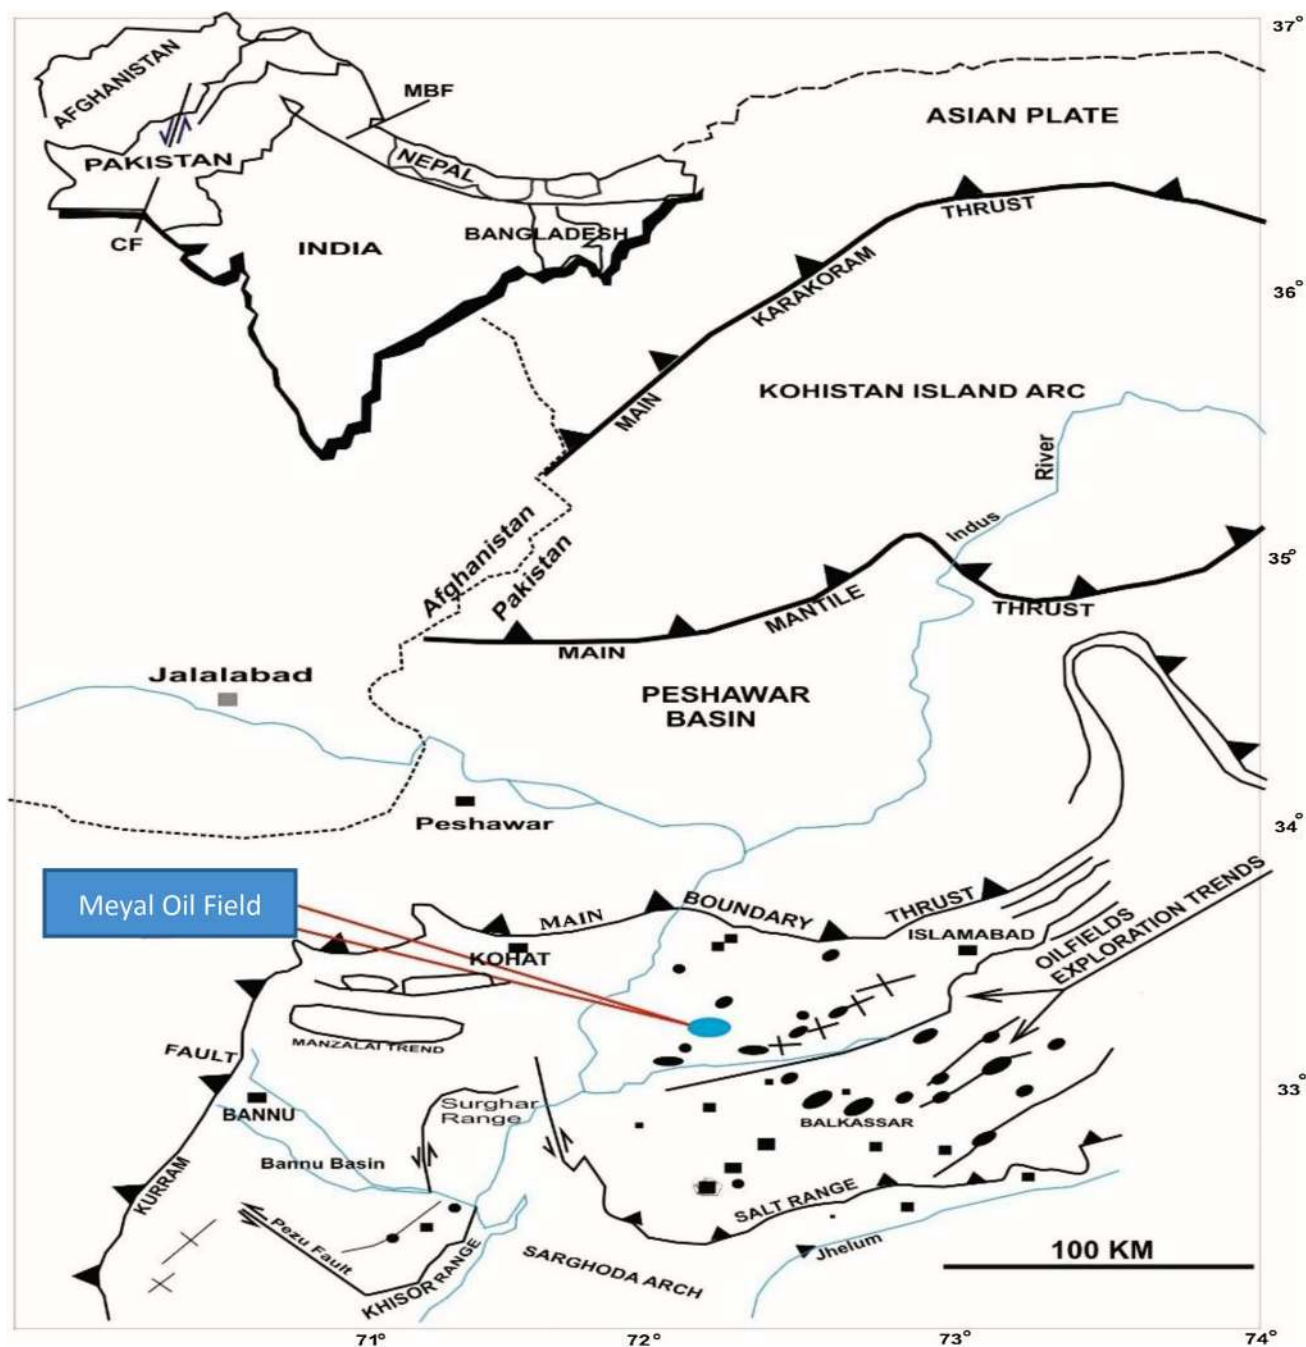 37°
AFGHANISTAN
MBF
ASIAN PLATE
PAKISTAN
NEPAL
THRUST
CF
INDIA
BANGLADESH
KARAKORAM
36°
MAIN
KOHISTAN ISLAND ARC
River
Indus
Afghanistan
Pakistan
35°
MAIN
MANTILE
THRUST
Jalalabad
PESHAWAR
BASIN
Peshawar
34°
Meyal Oil Field
MAIN
BOUNDARY
THRUST
ISLAMABAD
OILFIELDS
EXPLORATION TRENDS
KOHAT
MANZALAI TREND
FAULT
33°
BANNU
Surghar
Range
BALKASSAR
Bannu Basin
KURRAM
SALT RANGE
Pezu Fault
KHISOR RANGE
SARGHODA ARCH
Jhelum
100 KM
71°
72°
73°
74°